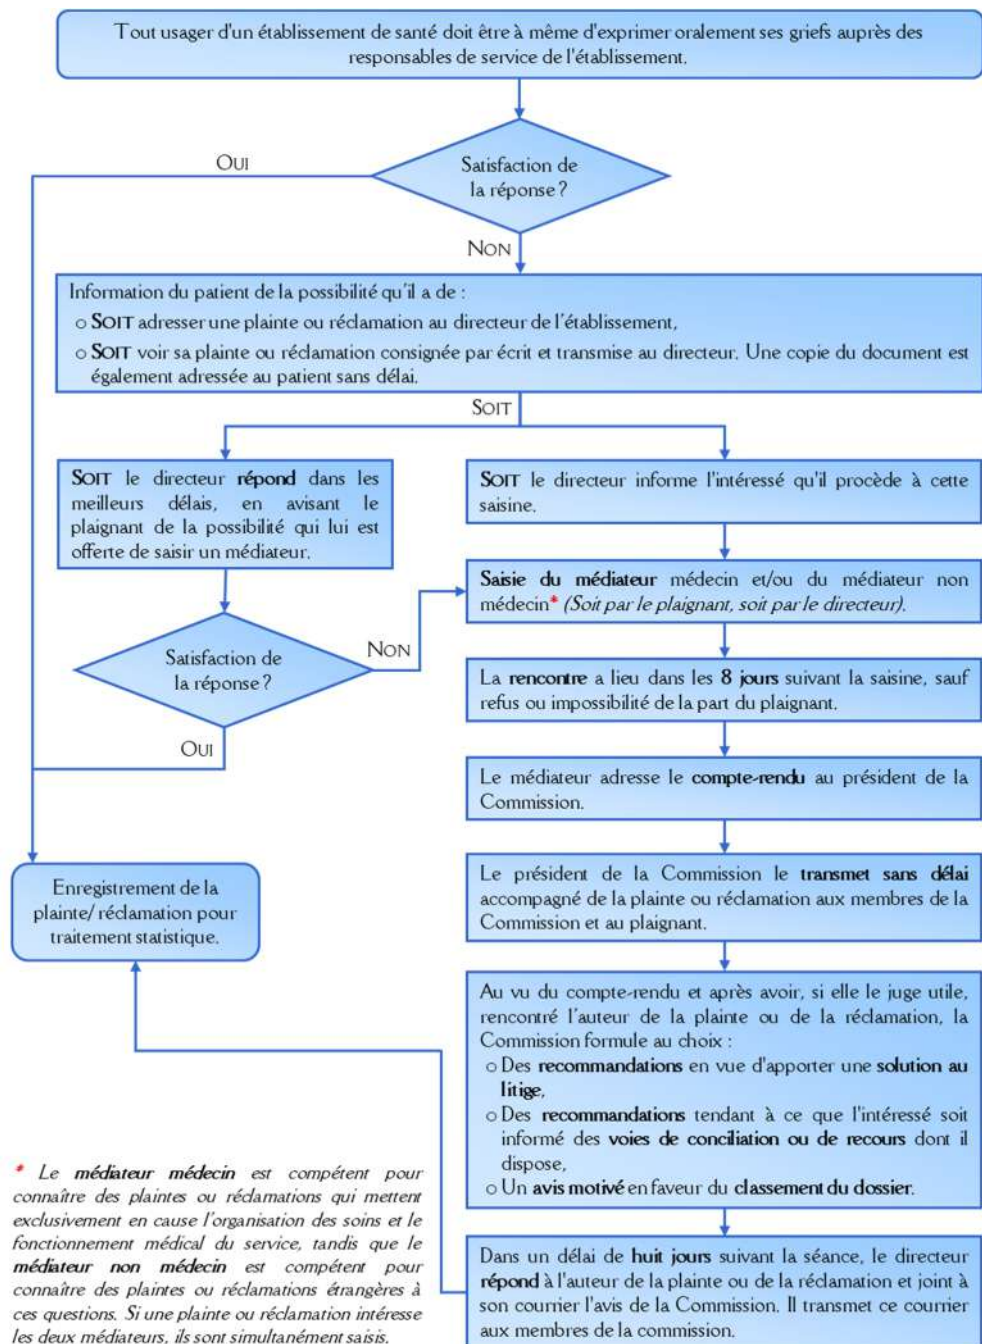 Tout usager d'un établissement de santé doit être à même d'exprimer oralement ses griefs auprès des
responsables de service de l'établissement.
OUI
Satisfaction de
la réponse ?
NON
Information du patient de la possibilité qu'il a de :
o SOIT adresser une plainte ou réclamation au directeur de l'établissement,
o SOIT voir sa plainte ou réclamation consignée par écrit et transmise au directeur. Une copie du document est
également adressée au patient sans délai.
SOIT
SOIT le directeur répond dans les
meilleurs délais, en avisant le
plaignant de la possibilité qui lui est
offerte de saisir un médiateur.
SOIT le directeur informe l'intéressé qu'il procède à cette
saisine.
Saisie du médiateur médecin et/ou du médiateur non
médecin* (Soit par le plaignant, soit par le directeur).
Satisfaction de
la réponse ?
NON
OUI
La rencontre a lieu dans les 8 jours suivant la saisine, sauf
refus ou impossibilité de la part du plaignant.
Le médiateur adresse le compte-rendu au président de la
Commission.
Enregistrement de la
plainte/ réclamation pour
traitement statistique.
Le président de la Commission le transmet sans délai
accompagné de la plainte ou réclamation aux membres de la
Commission et au plaignant.
Au vu du compte-rendu et après avoir, si elle le juge utile,
rencontré l'auteur de la plainte ou de la réclamation, la
Commission formule au choix :
o Des recommandations en vue d'apporter une solution au
litige,
o Des recommandations tendant à ce que l'intéressé soit
informé des voies de conciliation ou de recours dont il
dispose,
o Un avis motivé en faveur du classement du dossier.
Dans un délai de huit jours suivant la séance, le directeur
répond à l'auteur de la plainte ou de la réclamation et joint à
son courrier l'avis de la Commission. Il transmet ce courrier
aux membres de la commission.
* Le médiateur médecin est compétent pour
connaître des plaintes ou réclamations qui mettent
exclusivement en cause l'organisation des soins et le
fonctionnement médical du service, tandis que le
médiateur non médecin est compétent pour
connaître des plaintes ou réclamations étrangères à
ces questions. Si une plainte ou réclamation intéresse
les deux médiateurs, ils sont simultanément saisis.